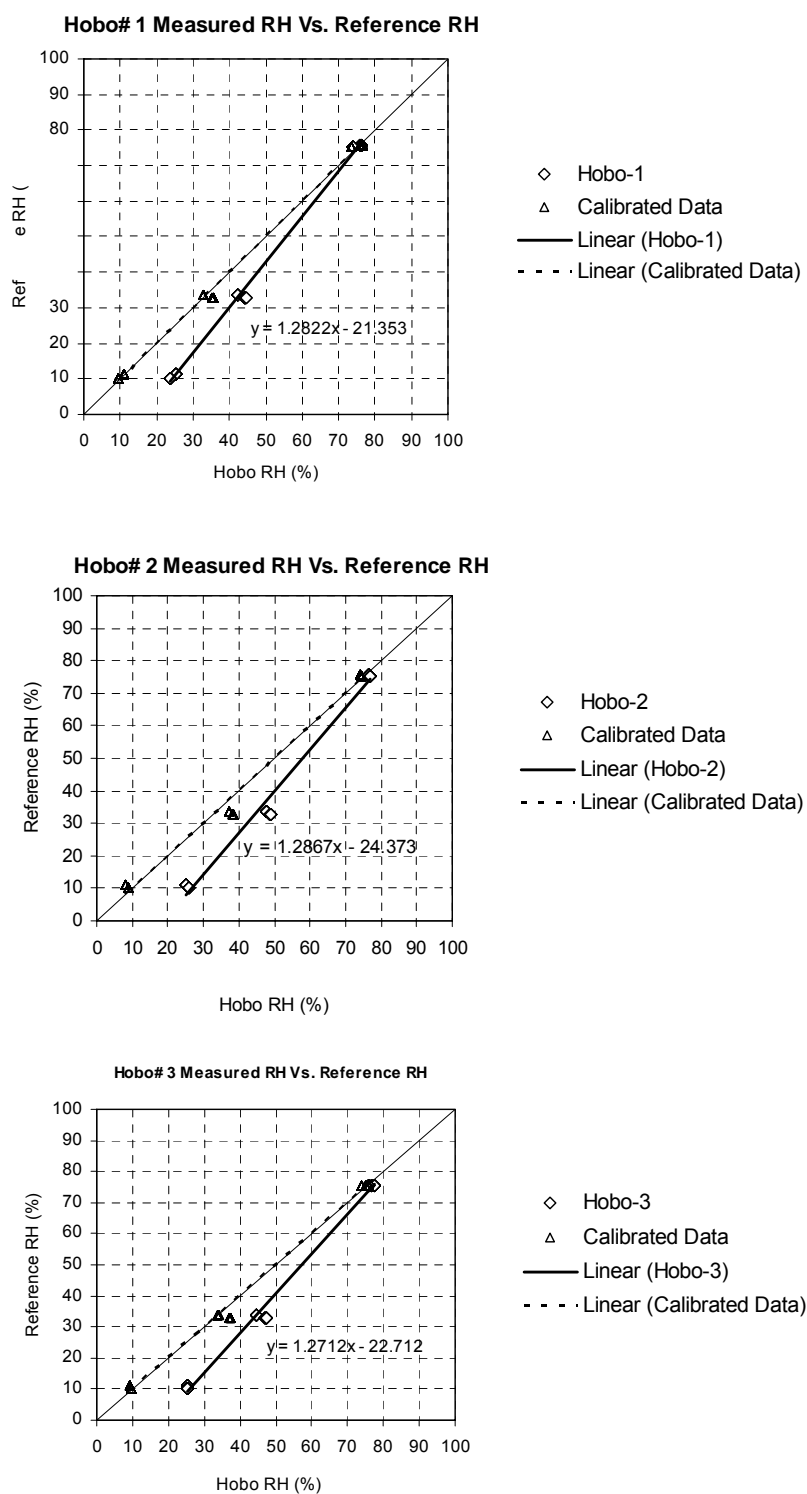 Hobo# 1 Measured RH Vs. Reference RH
100
90
80
30
20
10
0
Ref e RH (
y = 1.2822x - 21.353
0 10 20 30 40 50 60 70 80 90 100
Hobo RH (%)
Hobo-1
Calibrated Data
Linear (Hobo-1)
Linear (Calibrated Data)
Hobo# 2 Measured RH Vs. Reference RH
100
90
80
70
60
50
40
30
20
10
0
Reference RH (%)
y = 1.2867x - 24.373
0 10 20 30 40 50 60 70 80 90 100
Hobo RH (%)
Hobo-2
Calibrated Data
Linear (Hobo-2)
Linear (Calibrated Data)
Hobo# 3 Measured RH Vs. Reference RH
100
90
80
70
60
50
40
30
20
10
0
Reference RH (%)
y = 1.2712x - 22.712
0 10 20 30 40 50 60 70 80 90 100
Hobo RH (%)
Hobo-3
Calibrated Data
Linear (Hobo-3)
Linear (Calibrated Data)